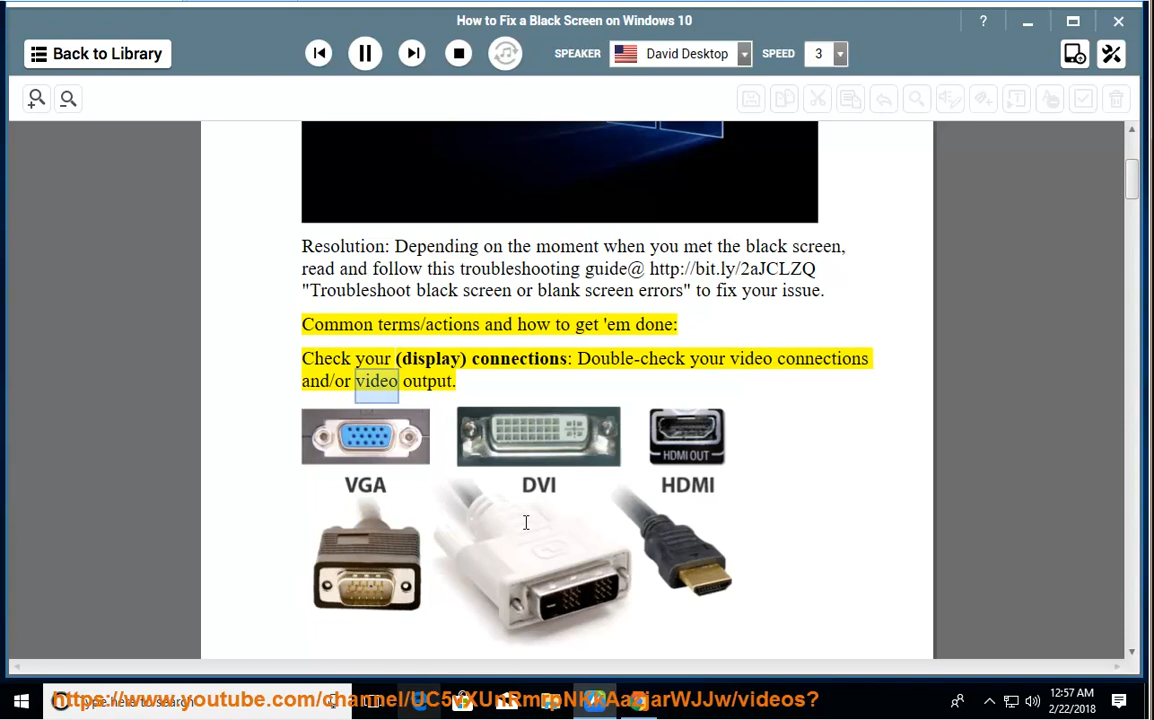 How to Fix a Black Screen on Windows 10
?
Back to Library
SPEAKER
David Desktop
SPEED
3
Resolution: Depending on the moment when you met the black screen,
read and follow this troubleshooting guide@ http://bit.ly/2aJCLZQ
"Troubleshoot black screen or blank screen errors" to fix your issue.
Common terms/actions and how to get 'em done:
Check your (display) connections: Double-check your video connections
and/or video output.
HDMI OUT
VGA DVI HDMI
12:57 AM
2/22/2018